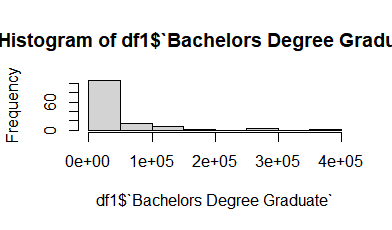 Histogram of df1$`Bachelors Degree Gradu
Frequency
0 60
0e+00 1e+05 2e+05 3e+05 4e+05
df1$`Bachelors Degree Graduate`